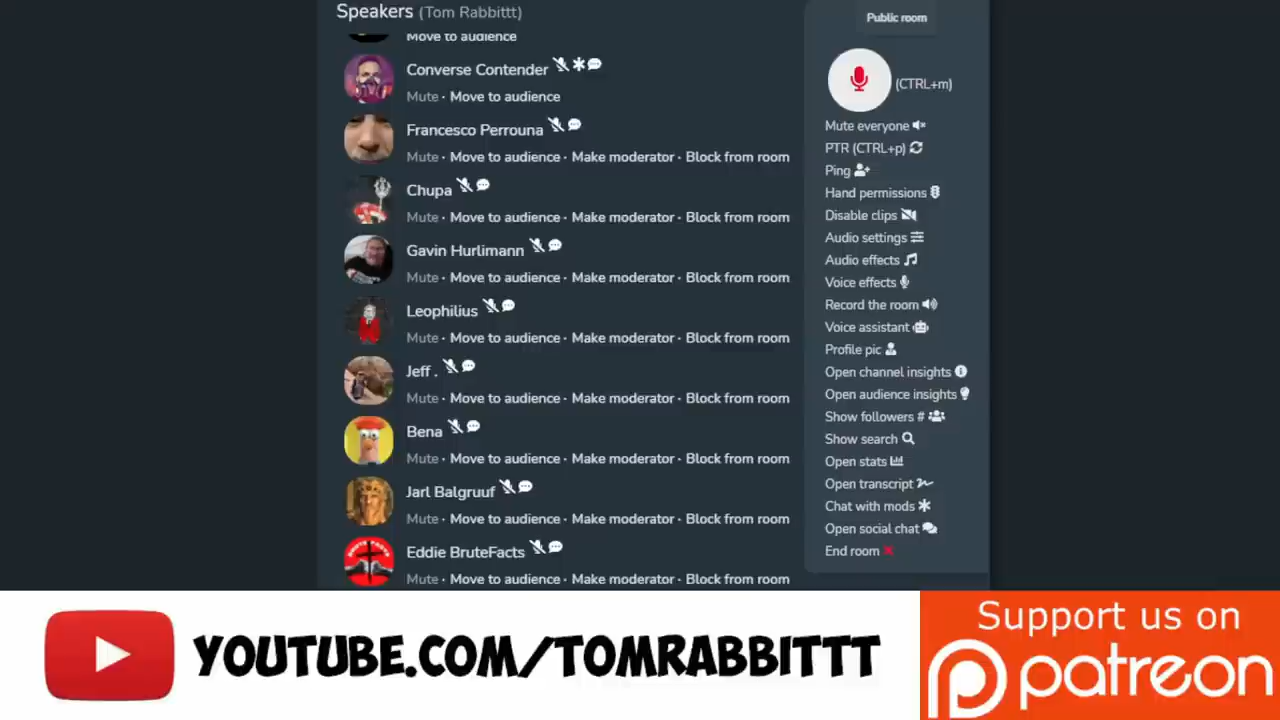 Speakers (Tom Rabbittt)
Move to audience
Converse Contender
Mute · Move to audience
Francesco Perrouna
Mute · Move to audience · Make moderator · Block from room
Chupa
Mute · Move to audience · Make moderator · Block from room
Gavin Hurlimann
Mute · Move to audience · Make moderator · Block from room
Leophilius
Mute · Move to audience · Make moderator · Block from room
Jeff .
Mute · Move to audience · Make moderator · Block from room
Bena
Mute · Move to audience · Make moderator · Block from room
Jarl Balgruuf
Mute · Move to audience · Make moderator · Block from room
Eddie BruteFacts
Mute · Move to audience · Make moderator · Block from room
Public room
(CTRL+m)
Mute everyone
PTR (CTRL+p)
Ping
Hand permissions
Disable clips
Audio settings
Audio effects
Voice effects
Record the room
Voice assistant
Profile pic
Open channel insights
Open audience insights
Show followers #
Show search
Open stats
Open transcript
Chat with mods
Open social chat
End room
YOUTUBE.COM/TOMRABBITTT
Support us on
patreon